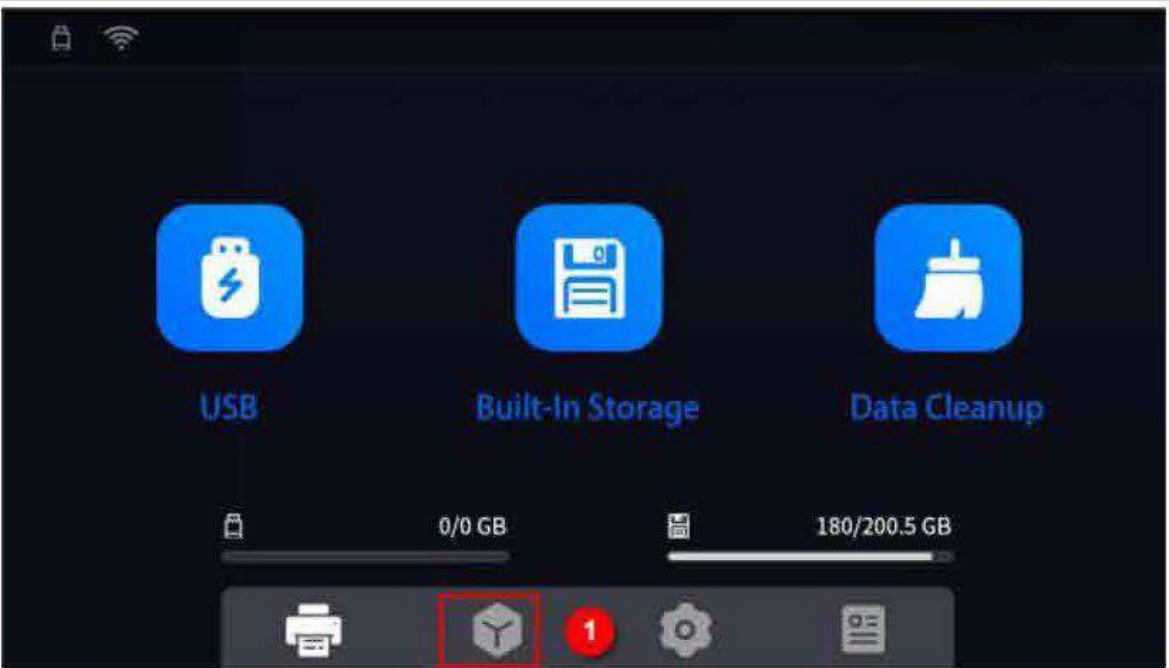 USB
Built-In Storage
Data Cleanup
0/0 GB
180/200.5 GB
1